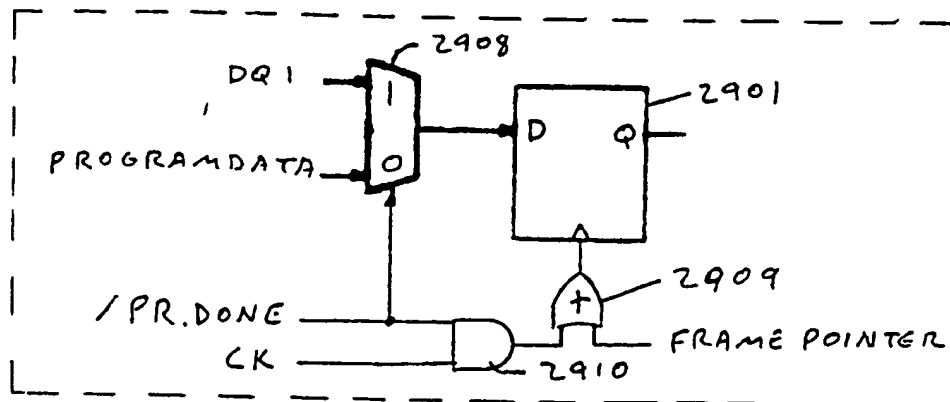 2908
DQ1
1
2901
D
Q
PROGRAMDATA
0
2909
+
/PR.DONE
FRAME POINTER
CK
2910